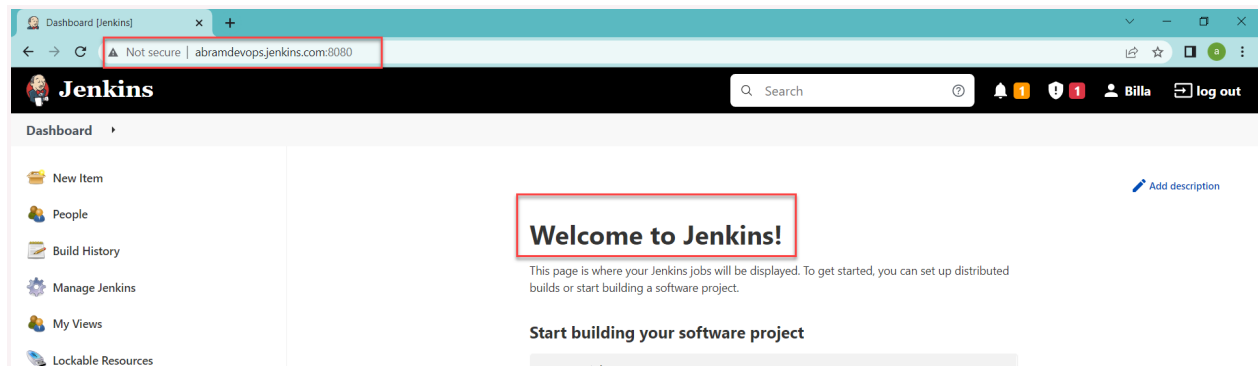 Dashboard [Jenkins]
Not secure | abramdevops.jenkins.com:8080
a
Jenkins
Search
1
1
Billa
log out
Dashboard
New Item
People
Build History
Manage Jenkins
My Views
Lockable Resources
Add description
Welcome to Jenkins!
This page is where your Jenkins jobs will be displayed. To get started, you can set up distributed
builds or start building a software project.
Start building your software project